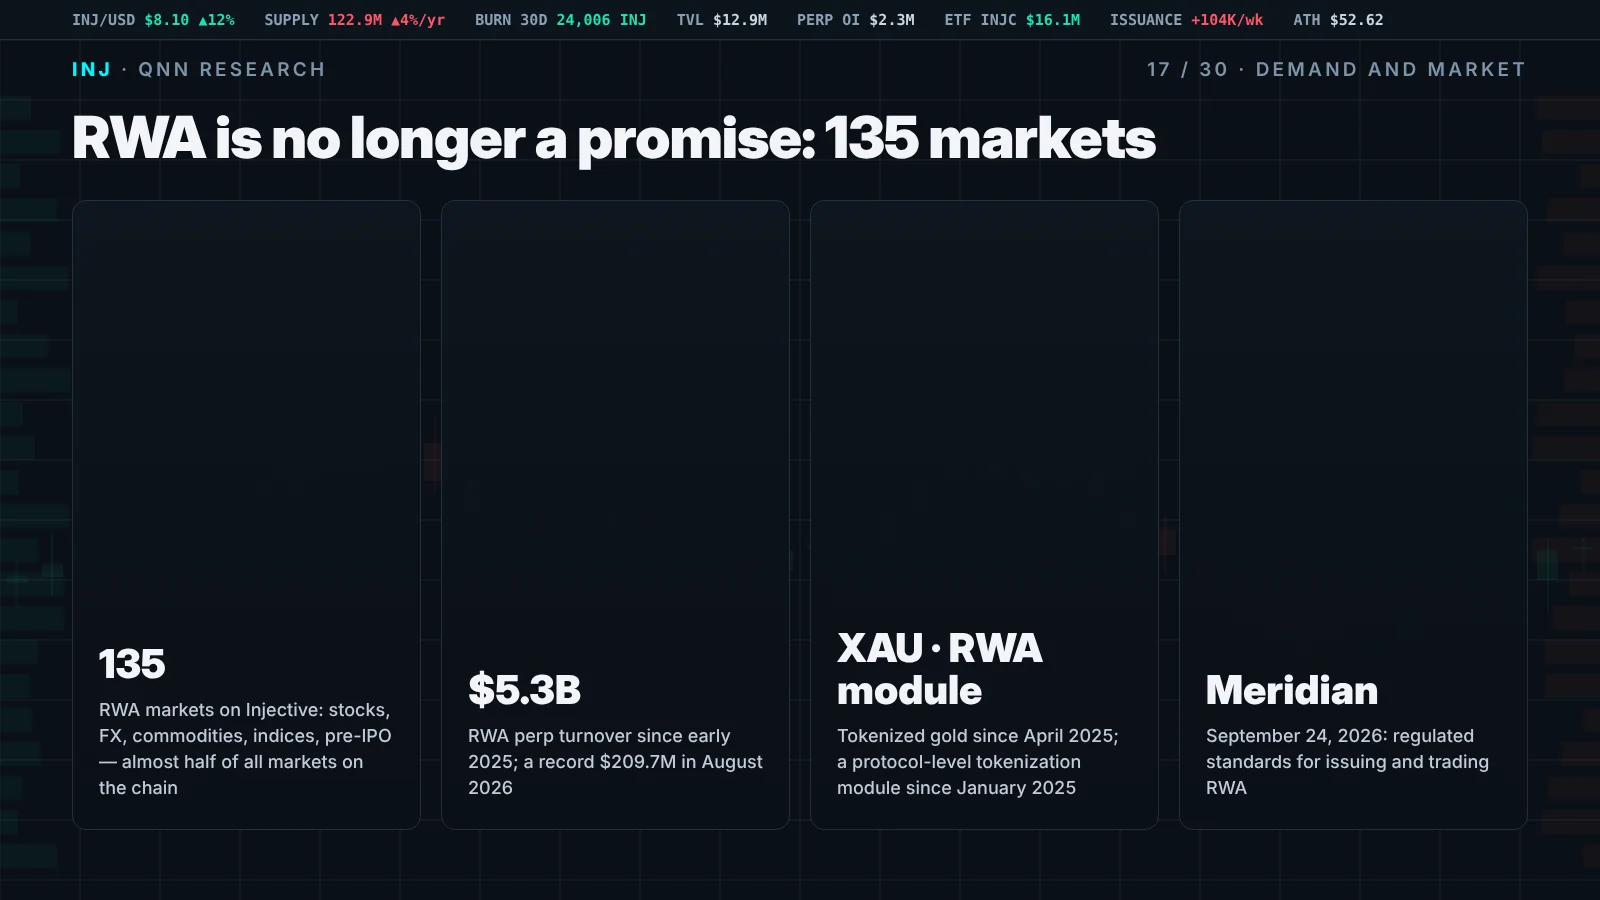 INJ/USD $8.10 ▲12% SUPPLY 122.9M ▲4%/yr BURN 30D 24,006 INJ TVL $12.9M PERP OI $2.3M ETF INJC $16.1M ISSUANCE +104K/wk ATH $52.62
INJ · QNN RESEARCH
17 / 30 · DEMAND AND MARKET
RWA is no longer a promise: 135 markets
135
RWA markets on Injective: stocks,
FX, commodities, indices, pre-IPO
— almost half of all markets on
the chain
$5.3B
RWA perp turnover since early
2025; a record $209.7M in August
2026
XAU · RWA
module
Tokenized gold since April 2025;
a protocol-level tokenization
module since January 2025
Meridian
September 24, 2026: regulated
standards for issuing and trading
RWA